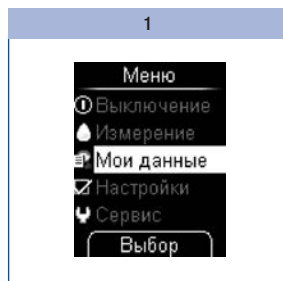 1
Меню
Выключение
Измерение
Мои данные
Настройки
Сервис
Выбор